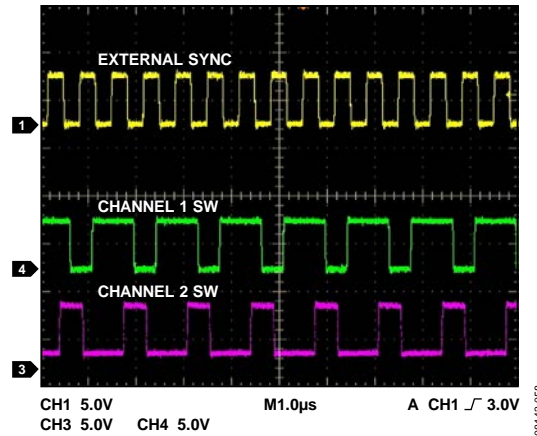 EXTERNAL SYNC
1
CHANNEL 1 SW
4
CHANNEL 2 SW
3
CH1 5.0V M1.0µs A CH1 3.0V
CH3 5.0V CH4 5.0V